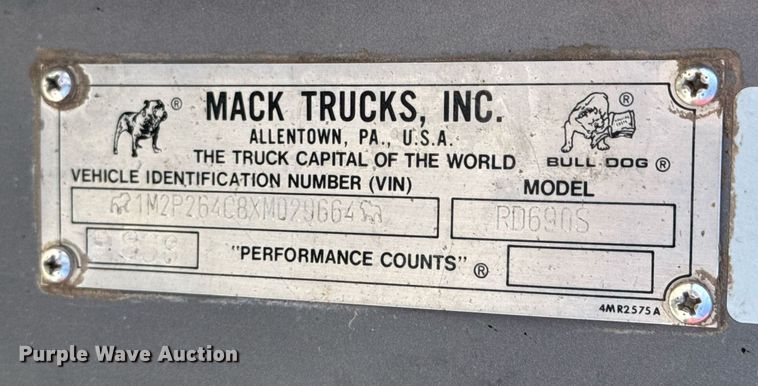 MACK TRUCKS, INC.
ALLENTOWN, PA., U.S.A.
THE TRUCK CAPITAL OF THE WORLD
BULL DOG ®
VEHICLE IDENTIFICATION NUMBER (VIN)
MODEL
1M2P264C8XM029664
RD690S
"PERFORMANCE COUNTS" ®
4MR2575A
Purple Wave Auction